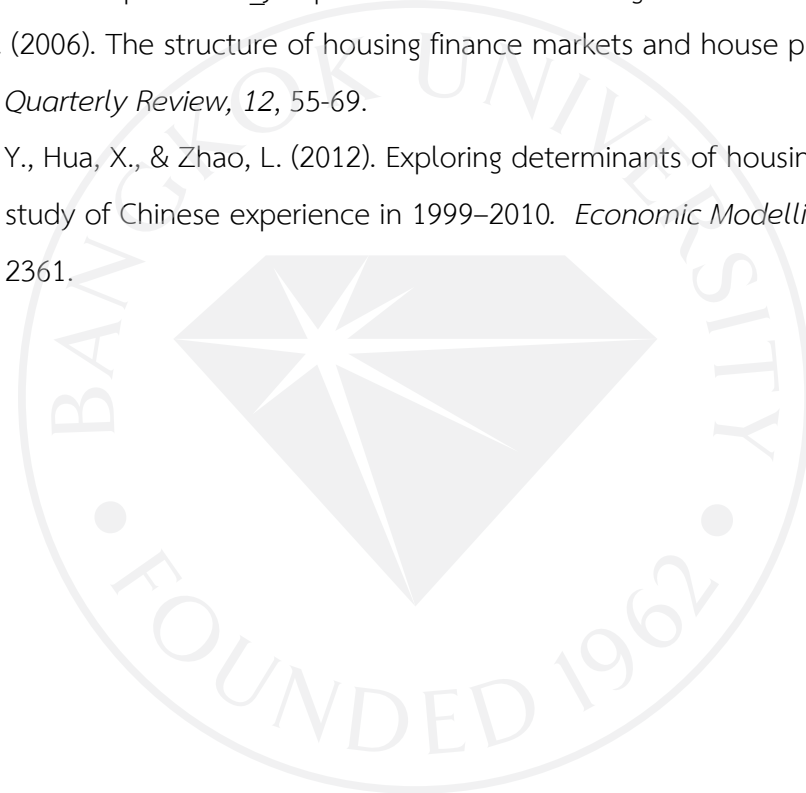 . (2006). The structure of housing finance markets and house p
Quarterly Review, 12, 55-69.
Y., Hua, X., & Zhao, L. (2012). Exploring determinants of housin
study of Chinese experience in 1999–2010. Economic Modelli
2361.
BANGKOK UNIVERSITY
FOUNDED 1962